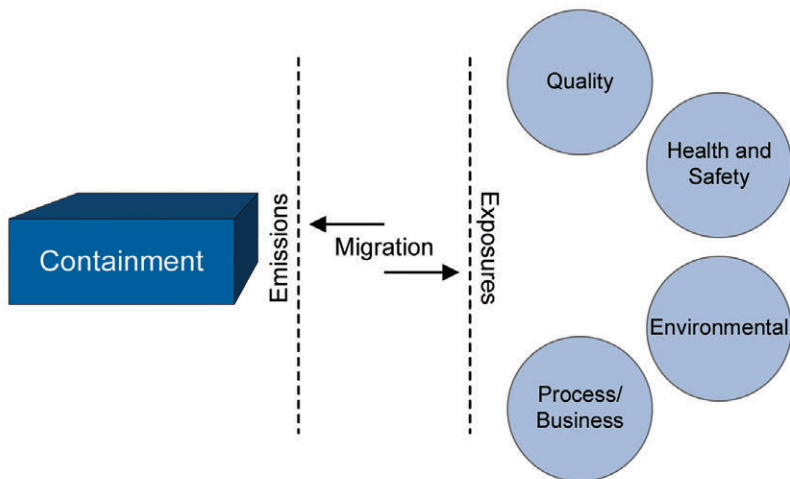 Containment
Emissions
Migration
Exposures
Quality
Health and
Safety
Environmental
Process/
Business